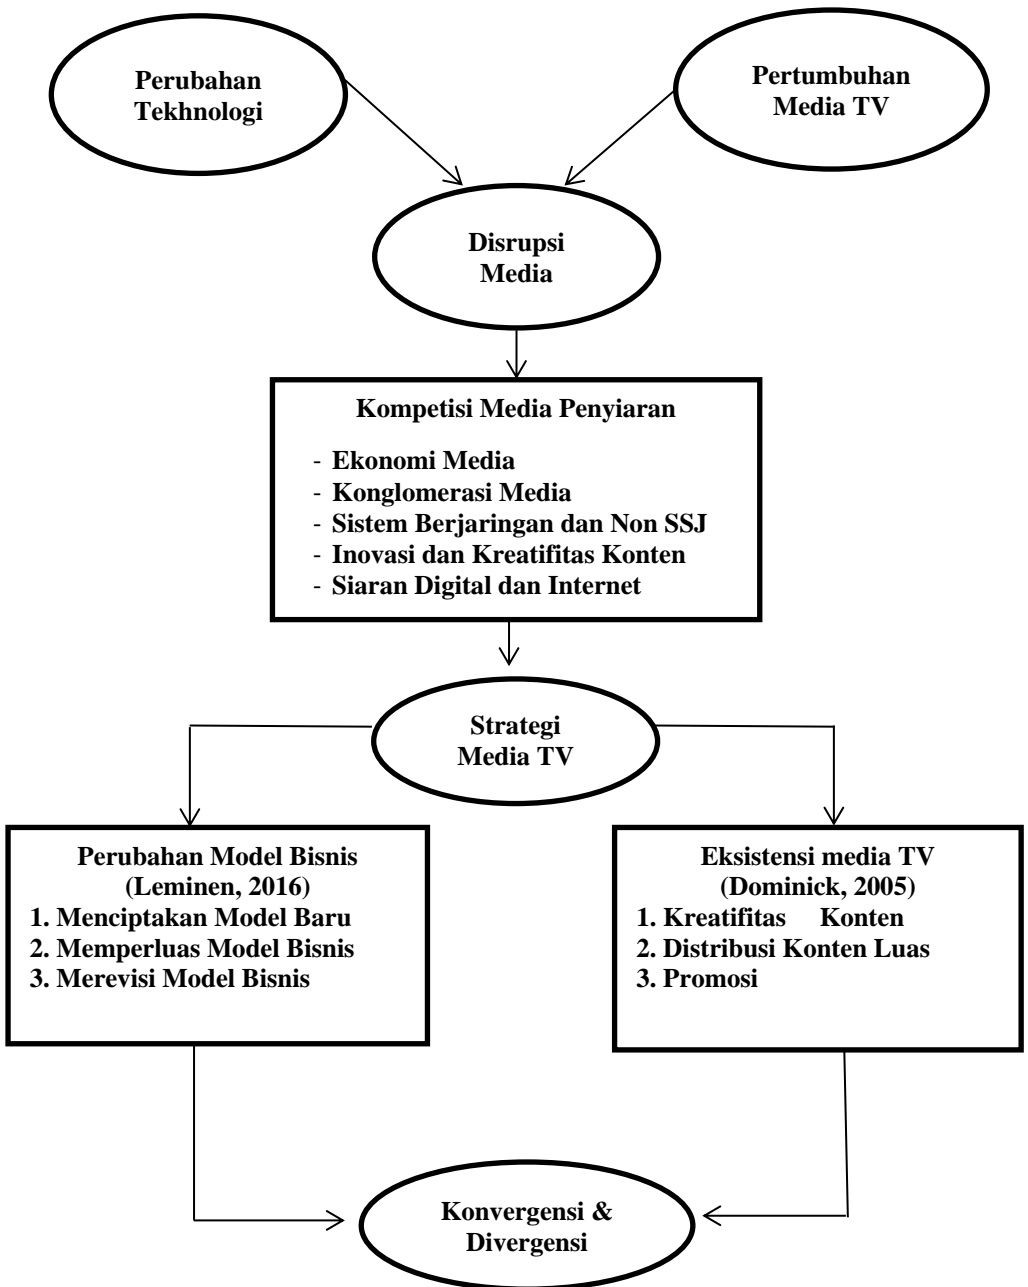 Perubahan
Tekhnologi
Pertumbuhan
Media TV
Disrupsi
Media
Kompetisi Media Penyiaran
- Ekonomi Media
- Konglomerasi Media
- Sistem Berjaringan dan Non SSJ
- Inovasi dan Kreatifitas Konten
- Siaran Digital dan Internet
Strategi
Media TV
Perubahan Model Bisnis
(Leminen, 2016)
1. Menciptakan Model Baru
2. Memperluas Model Bisnis
3. Merevisi Model Bisnis
Eksistensi media TV
(Dominick, 2005)
1. Kreatifitas Konten
2. Distribusi Konten Luas
3. Promosi
Konvergensi &
Divergensi